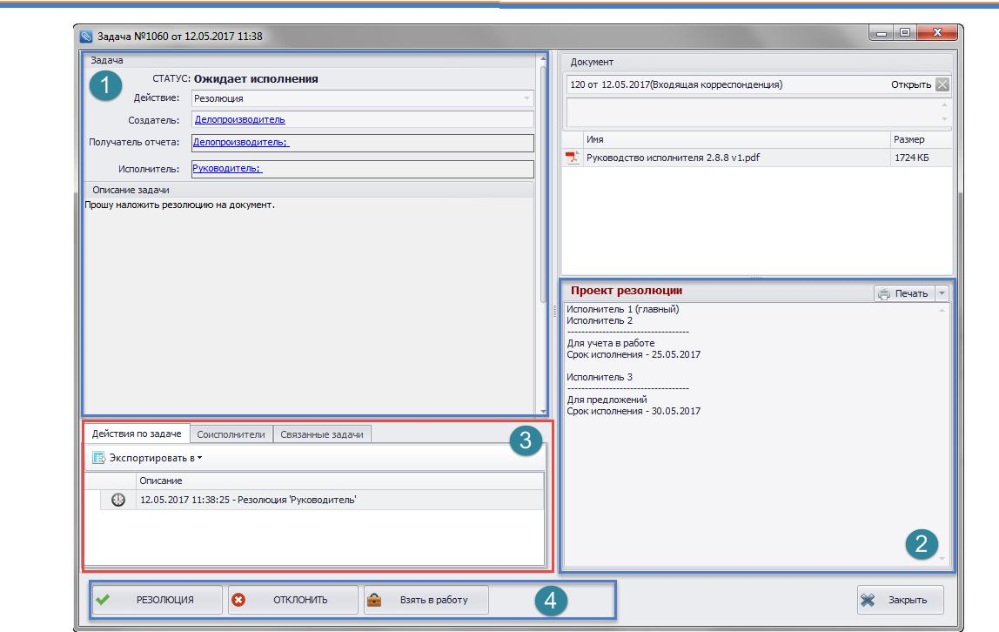 Задача №1060 от 12.05.2017 11:38
Задача
1
СТАТУС: Ожидает исполнения
Действие: Резолюция
Создатель: Делопроизводитель
Получатель отчета: Делопроизводитель;
Исполнитель: Руководитель;
Описание задачи
Прошу наложить резолюцию на документ.
Документ
120 от 12.05.2017(Входящая корреспонденция) Открыть
Имя Размер
Руководство исполнителя 2.8.8 v1.pdf 1724 КБ
Проект резолюции Печать
Исполнитель 1 (главный)
Исполнитель 2
-----------------------------------
Для учета в работе
Срок исполнения - 25.05.2017
Исполнитель 3
-----------------------------------
Для предложений
Срок исполнения - 30.05.2017
2
Действия по задаче Соисполнители Связанные задачи
3
Экспортировать в
Описание
12.05.2017 11:38:25 - Резолюция 'Руководитель'
РЕЗОЛЮЦИЯ ОТКЛОНИТЬ Взять в работу 4 Закрыть